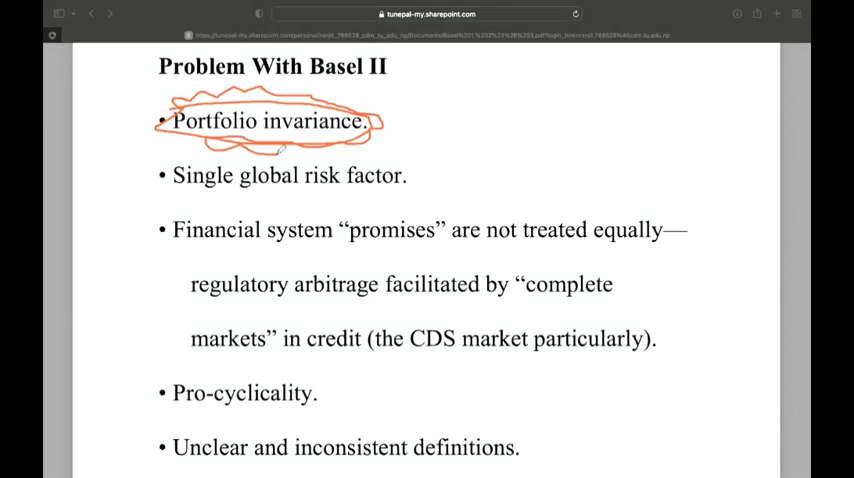 tunepal-my.sharepoint.com
Problem With Basel II
• Portfolio invariance.
• Single global risk factor.
• Financial system “promises” are not treated equally—
regulatory arbitrage facilitated by “complete
markets” in credit (the CDS market particularly).
• Pro-cyclicality.
• Unclear and inconsistent definitions.